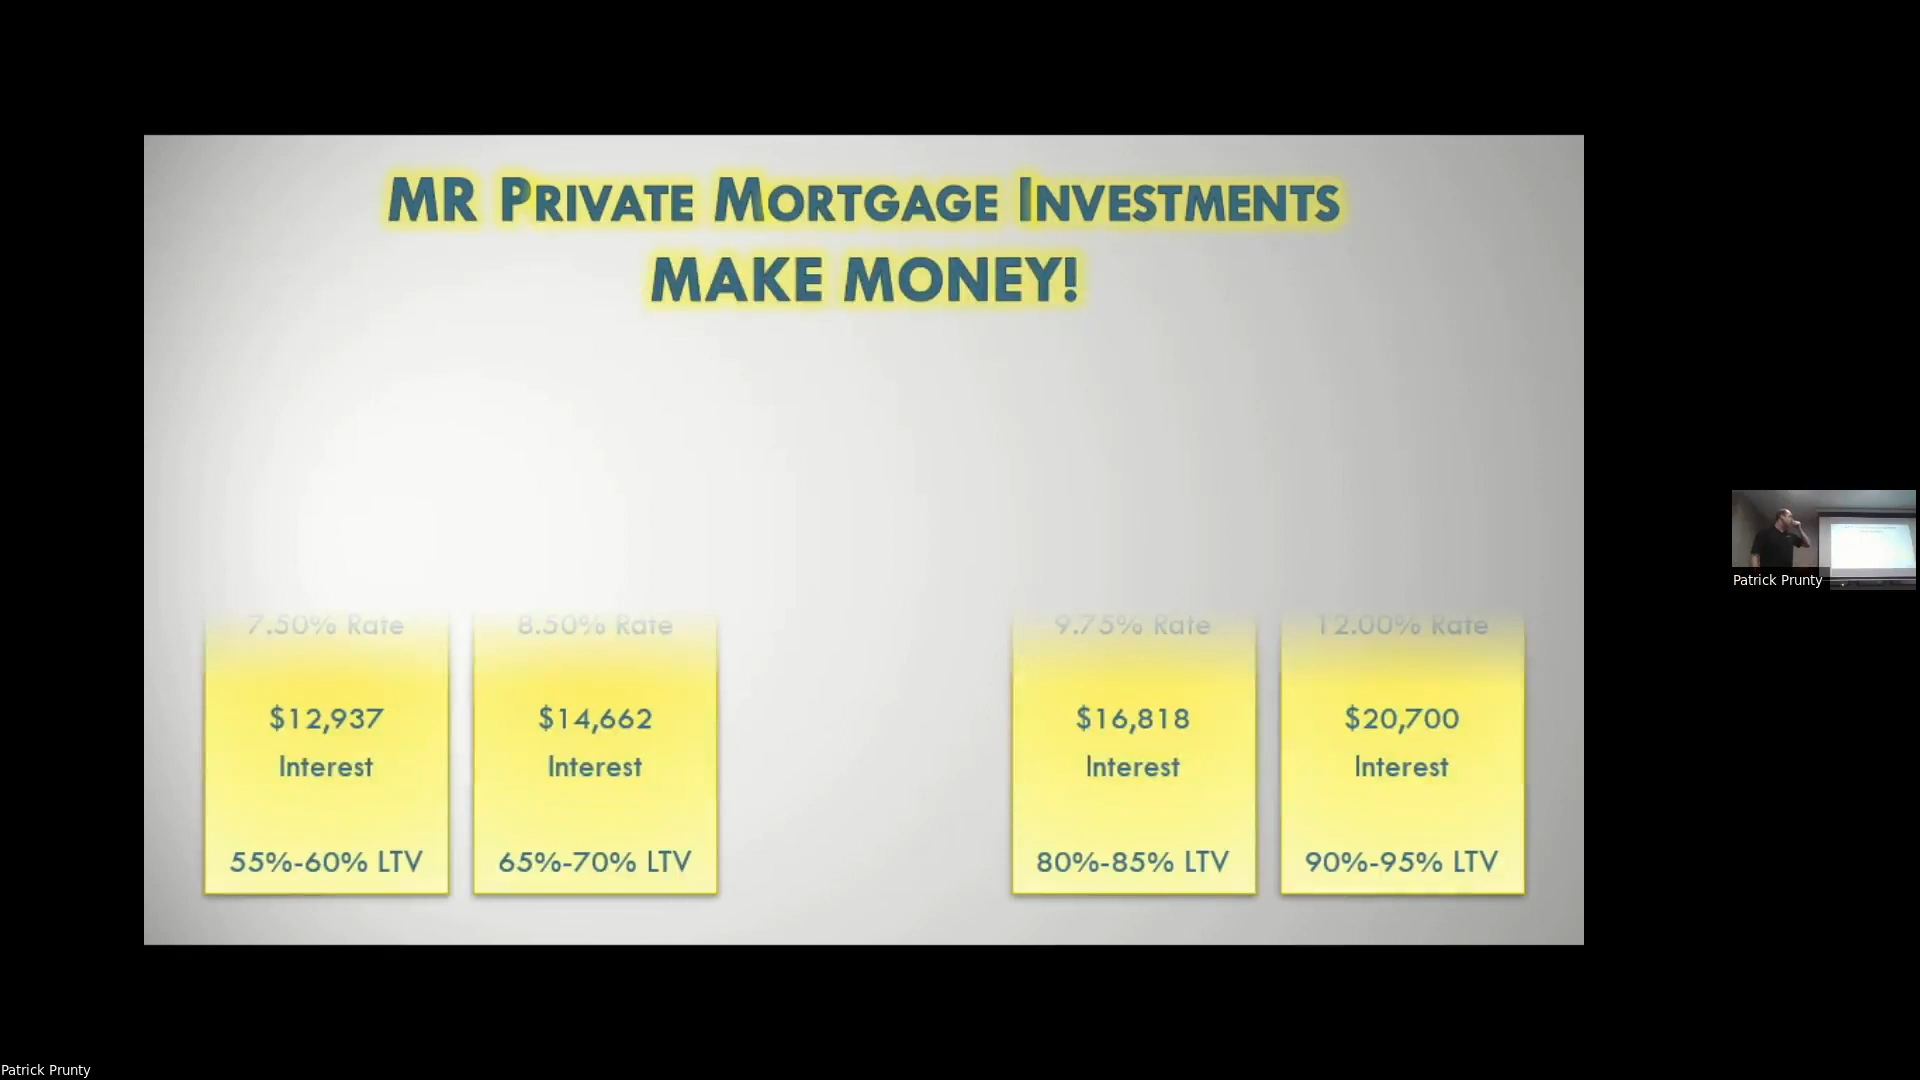 MR PRIVATE MORTGAGE INVESTMENTS
MAKE MONEY!
7.50% Rate
$12,937
Interest
55%-60% LTV
8.50% Rate
$14,662
Interest
65%-70% LTV
9.75% Rate
$16,818
Interest
80%-85% LTV
12.00% Rate
$20,700
Interest
90%-95% LTV
Patrick Prunty
Patrick Prunty